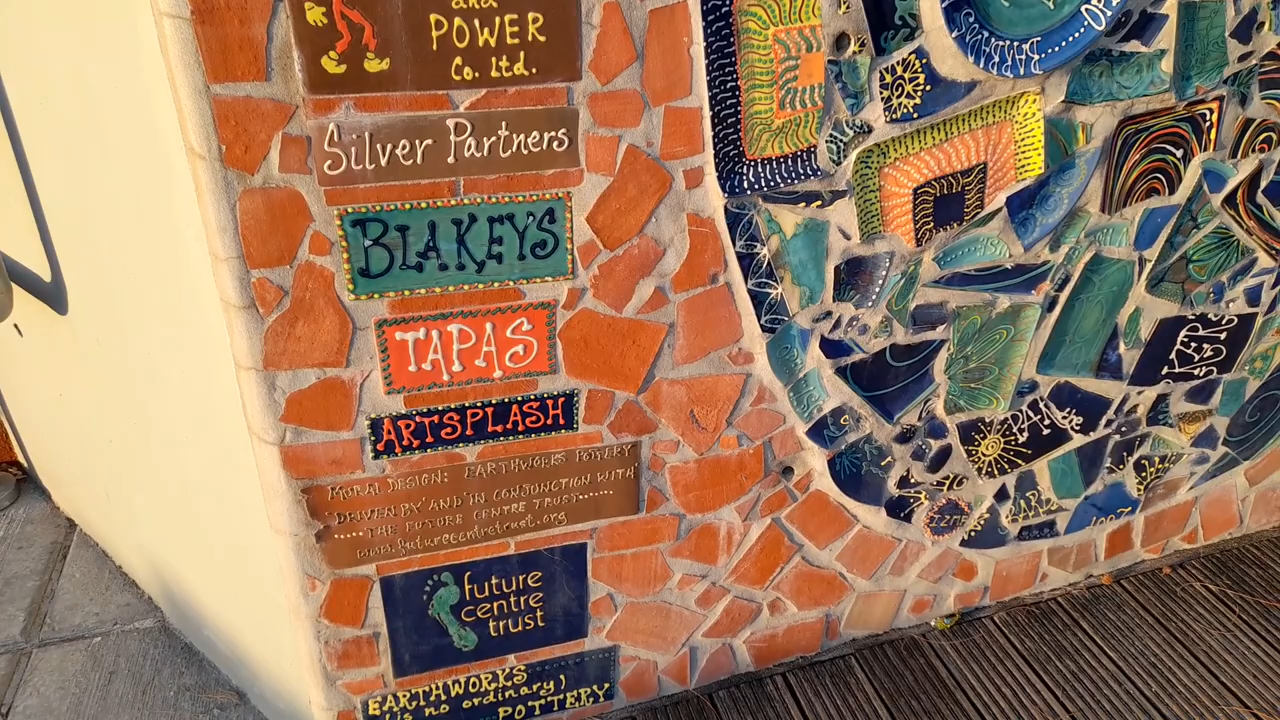 and
POWER
Co. Ltd.
Silver Partners
BLAKEYS
TAPAS
ARTSPLASH
MURAL DESIGN: EARTHWORKS POTTERY
'DRIVEN BY' AND 'IN CONJUNCTION WITH'
..... THE FUTURE CENTRE TRUST.......
www.futurecentretrust.org
future
centre
trust
EARTHWORKS
(is no ordinary)
POTTERY
BARBADOS